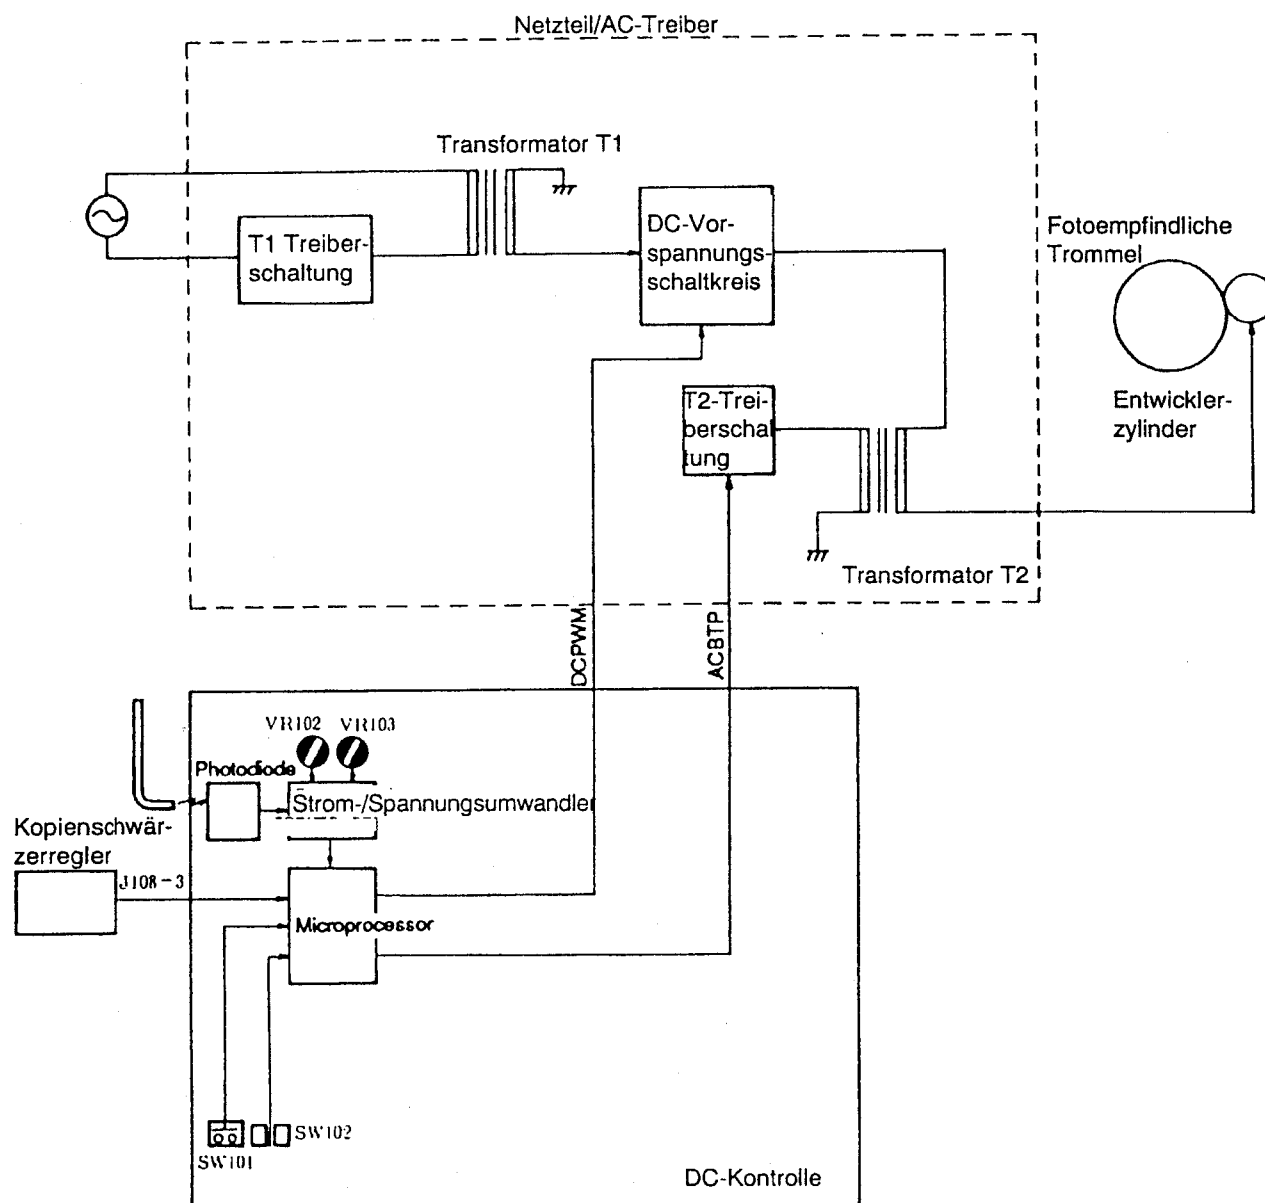 Netzteil/AC-Treiber
Transformator T1
T1 Treiber-
schaltung
DC-Vor-
spannungs-
schaltkreis
Fotoempfindliche
Trommel
T2-Trei-
berschal
tung
Entwickler-
zylinder
Transformator T2
DCPWM
ACBTP
VR102
VR103
Photodiode
Strom-/Spannungsumwandler
Kopienschwär-
zerregler
J108-3
Microprocessor
SW101
SW102
DC-Kontrolle